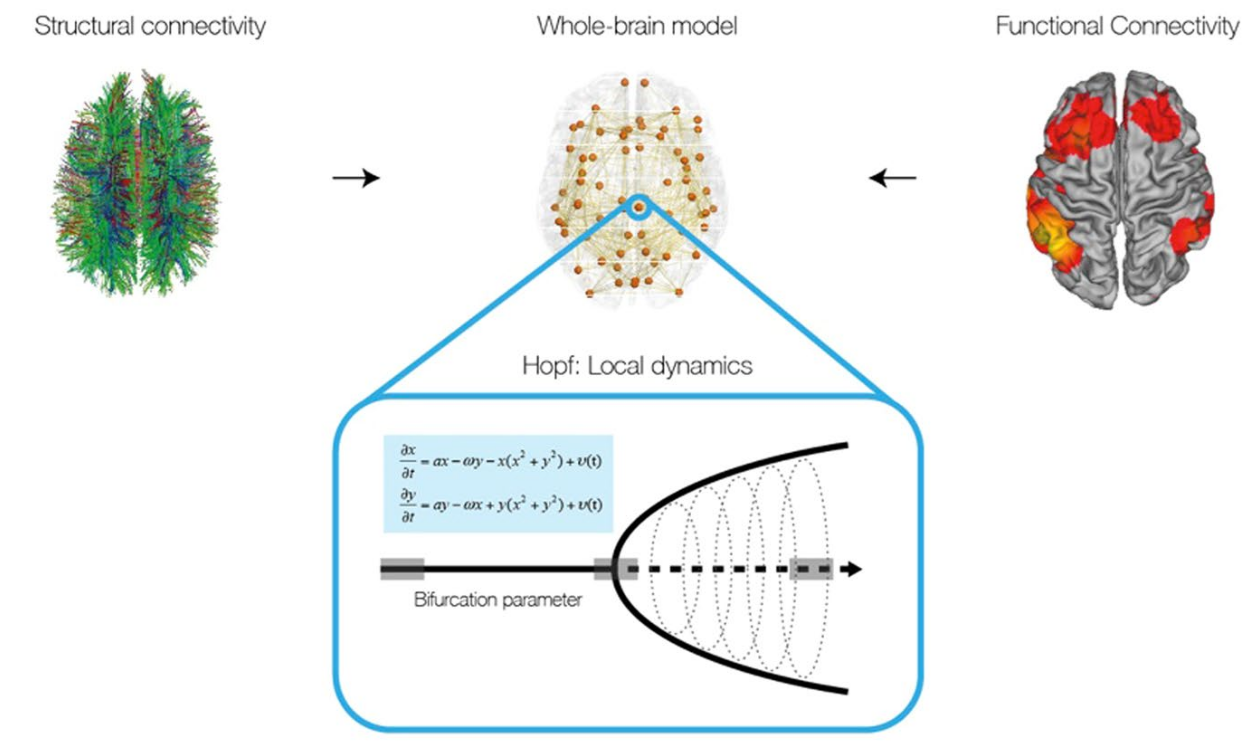 Structural connectivity
Whole-brain model
Functional Connectivity
Hopf: Local dynamics
∂x/∂t = ax − ωy − x(x² + y²) + υ(t)
∂y/∂t = ay − ωx + y(x² + y²) + υ(t)
Bifurcation parameter